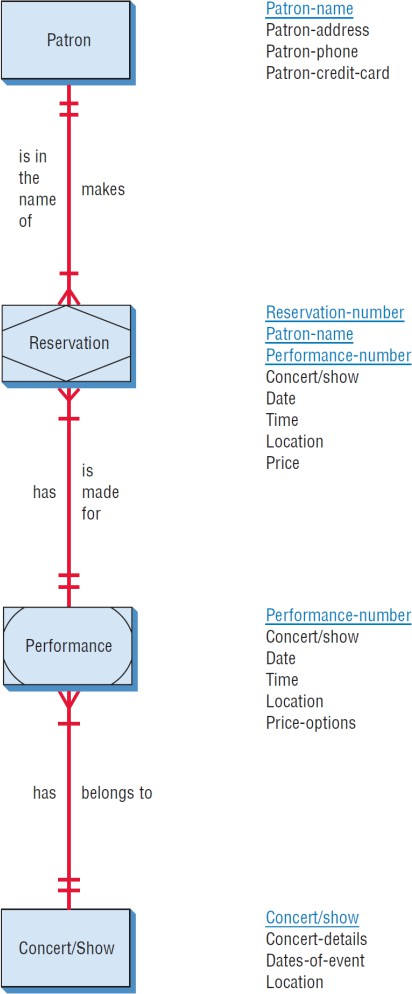 Patron
Patron-name
Patron-address
Patron-phone
Patron-credit-card
is in
the
name
of
makes
Reservation
Reservation-number
Patron-name
Performance-number
Concert/show
Date
Time
Location
Price
has
is
made
for
Performance
Performance-number
Concert/show
Date
Time
Location
Price-options
has
belongs to
Concert/Show
Concert/show
Concert-details
Dates-of-event
Location